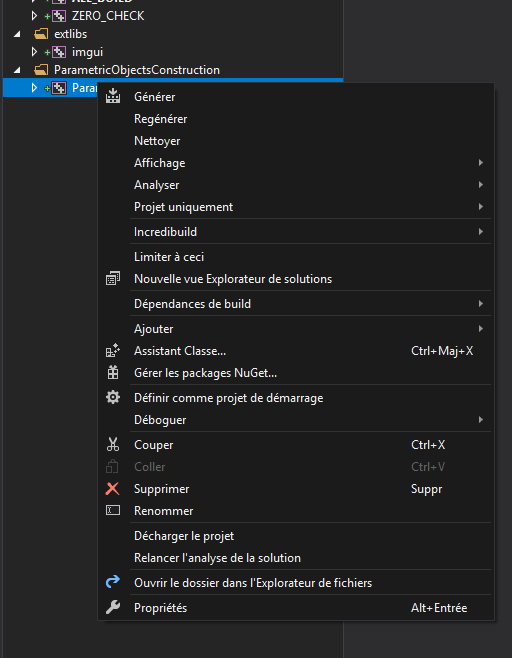 ZERO_CHECK
extlibs
imgui
ParametricObjectsConstruction
Générer
Regénérer
Nettoyer
Affichage
Analyser
Projet uniquement
Incredibuild
Limiter à ceci
Nouvelle vue Explorateur de solutions
Dépendances de build
Ajouter
Assistant Classe... Ctrl+Maj+X
Gérer les packages NuGet...
Définir comme projet de démarrage
Déboguer
Couper Ctrl+X
Coller Ctrl+V
Supprimer Suppr
Renommer
Décharger le projet
Relancer l'analyse de la solution
Ouvrir le dossier dans l'Explorateur de fichiers
Propriétés Alt+Entrée